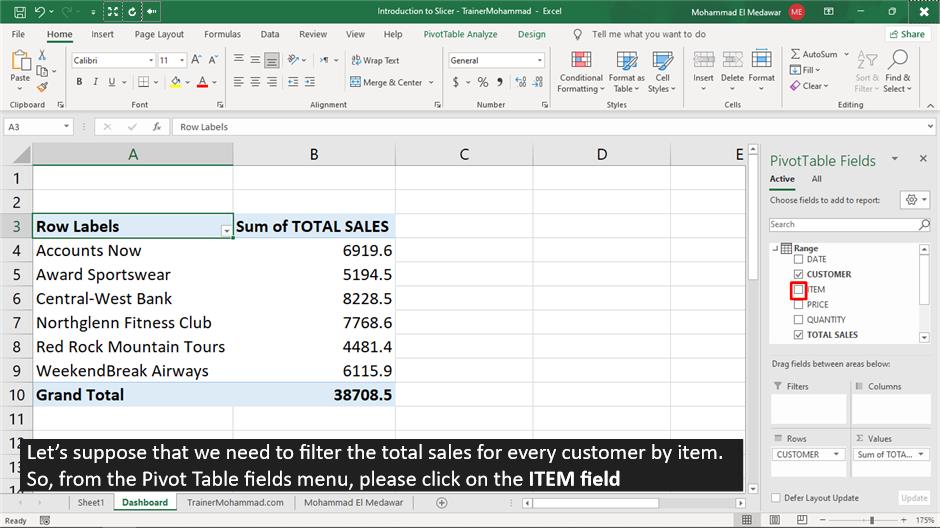 Introduction to Slicer - TrainerMohammad - Excel
Mohammad El Medawar
ME
File Home Insert Page Layout Formulas Data Review View Help PivotTable Analyze Design Tell me what you want to do Share
Paste
Clipboard
Calibri 11
B I U
Font
Wrap Text
Merge & Center
Alignment
General
$ % ,
Number
Conditional Formatting
Format as Table
Cell Styles
Styles
Insert Delete Format
Cells
AutoSum
Fill
Clear
Sort & Filter
Find & Select
Editing
A3 fx Row Labels
A B C D E
1
2
3 Row Labels Sum of TOTAL SALES
4 Accounts Now 6919.6
5 Award Sportswear 5194.5
6 Central-West Bank 8228.5
7 Northglenn Fitness Club 7768.6
8 Red Rock Mountain Tours 4481.4
9 WeekendBreak Airways 6115.9
10 Grand Total 38708.5
11
PivotTable Fields
Active All
Choose fields to add to report:
Search
Range
DATE
CUSTOMER
ITEM
PRICE
QUANTITY
TOTAL SALES
Drag fields between areas below:
Filters Columns
Rows Values
CUSTOMER Sum of TOTA...
Defer Layout Update Update
Let's suppose that we need to filter the total sales for every customer by item.
So, from the Pivot Table fields menu, please click on the ITEM field
Sheet1 Dashboard TrainerMohammad.com Mohammad El Medawar
Ready 175%